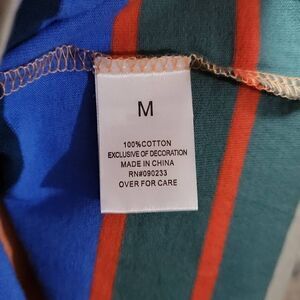 M
100%COTTON
EXCLUSIVE OF DECORATION
MADE IN CHINA
RN#090233
OVER FOR CARE